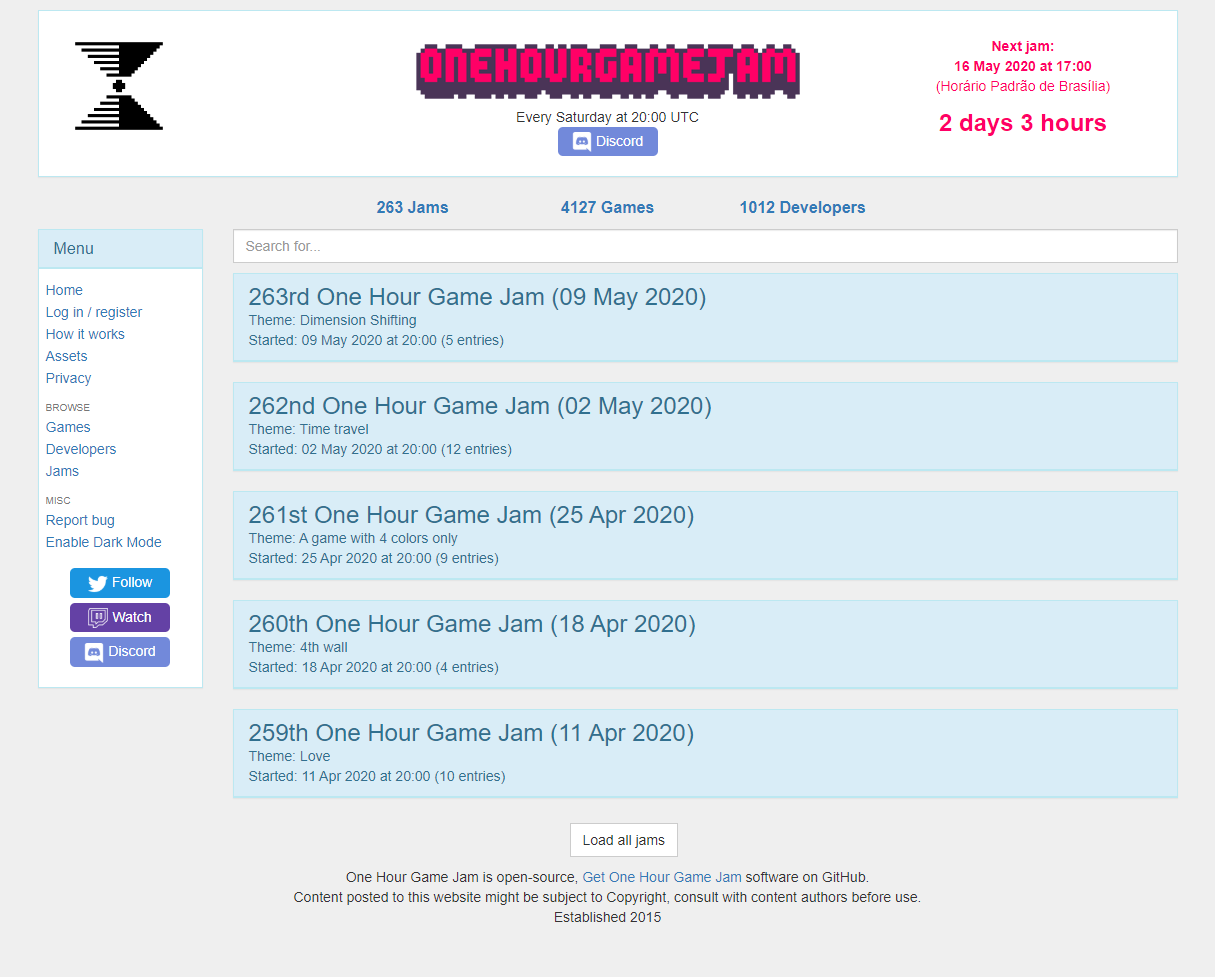 ONEHOURGAMEJAM
Every Saturday at 20:00 UTC
Discord
Next jam:
16 May 2020 at 17:00
(Horário Padrão de Brasília)
2 days 3 hours
263 Jams
4127 Games
1012 Developers
Menu
Home
Log in / register
How it works
Assets
Privacy
BROWSE
Games
Developers
Jams
MISC
Report bug
Enable Dark Mode
Follow
Watch
Discord
Search for...
263rd One Hour Game Jam (09 May 2020)
Theme: Dimension Shifting
Started: 09 May 2020 at 20:00 (5 entries)
262nd One Hour Game Jam (02 May 2020)
Theme: Time travel
Started: 02 May 2020 at 20:00 (12 entries)
261st One Hour Game Jam (25 Apr 2020)
Theme: A game with 4 colors only
Started: 25 Apr 2020 at 20:00 (9 entries)
260th One Hour Game Jam (18 Apr 2020)
Theme: 4th wall
Started: 18 Apr 2020 at 20:00 (4 entries)
259th One Hour Game Jam (11 Apr 2020)
Theme: Love
Started: 11 Apr 2020 at 20:00 (10 entries)
Load all jams
One Hour Game Jam is open-source, Get One Hour Game Jam software on GitHub.
Content posted to this website might be subject to Copyright, consult with content authors before use.
Established 2015